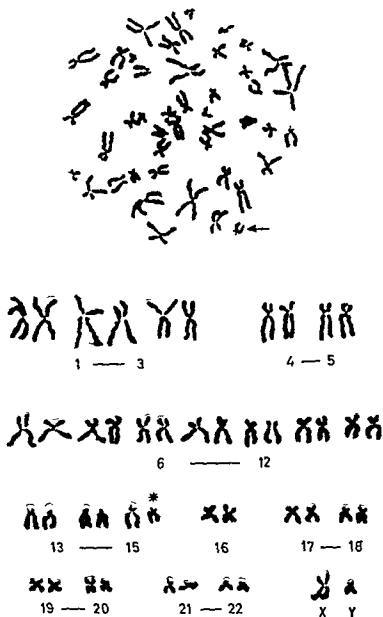 1 — 3 4 — 5
6 — 12
*
13 — 15 16 17 — 18
19 — 20 21 — 22 X Y